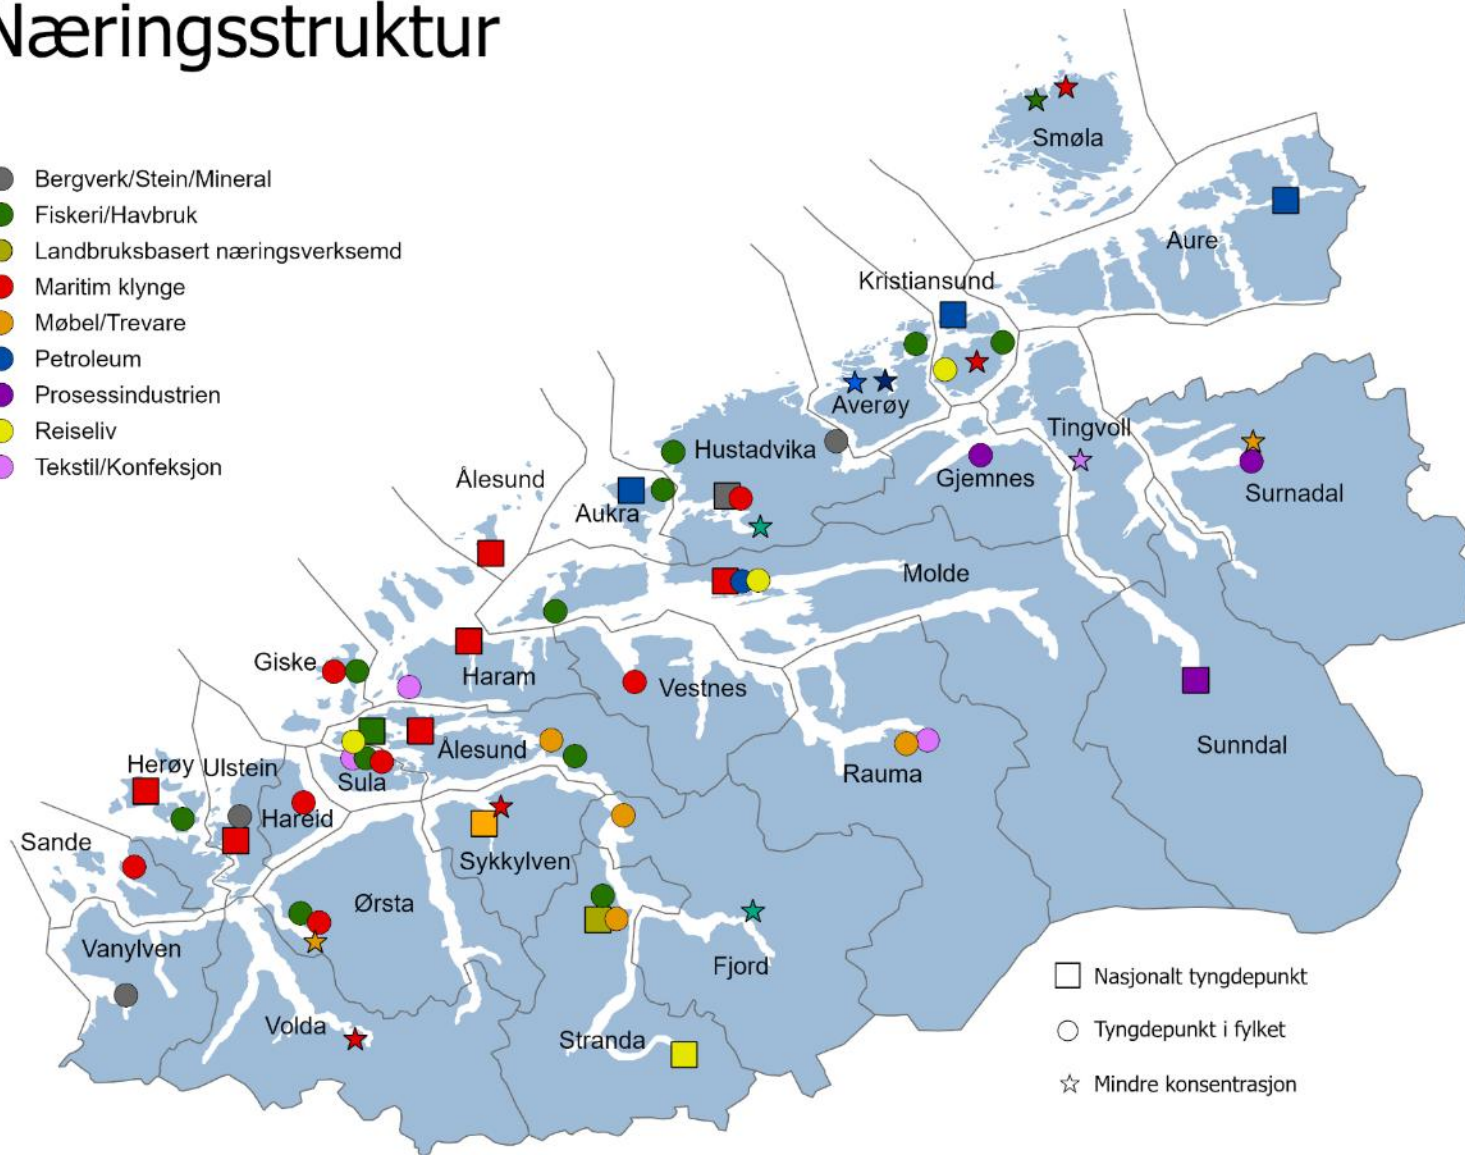 Næringsstruktur
Bergverk/Stein/Mineral
Fiskeri/Havbruk
Landbruksbasert næringsverksemd
Maritim klynge
Møbel/Trevare
Petroleum
Prosessindustrien
Reiseliv
Tekstil/Konfeksjon
Smøla
Aure
Kristiansund
Averøy
Tingvoll
Hustadvika
Gjemnes
Surnadal
Ålesund
Aukra
Molde
Giske
Haram
Vestnes
Ålesund
Sunndal
Rauma
Herøy
Ulstein
Sula
Hareid
Sande
Sykkylven
Ørsta
Vanylven
Fjord
Volda
Stranda
Nasjonalt tyngdepunkt
Tyngdepunkt i fylket
Mindre konsentrasjon